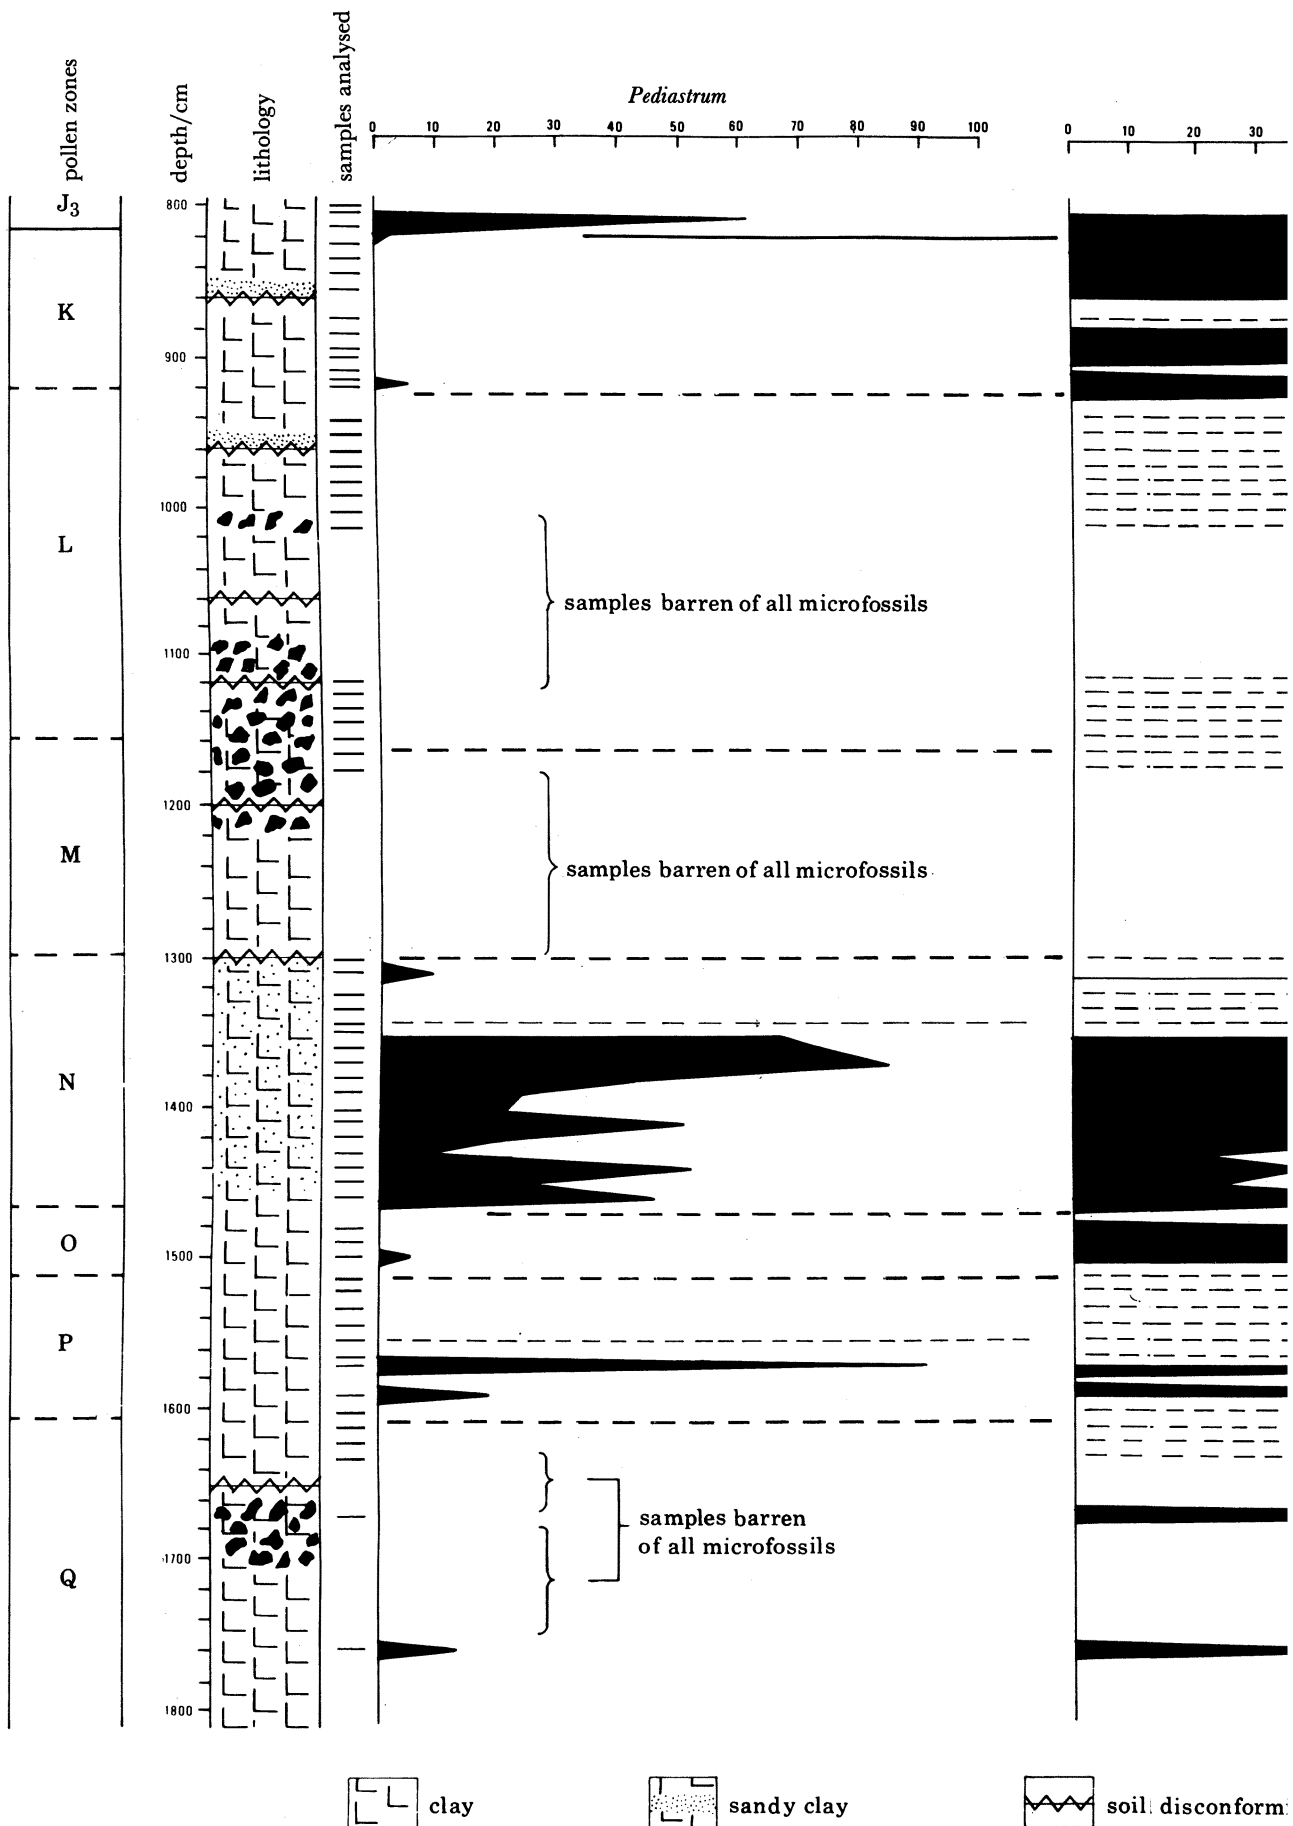 pollen zones
depth/cm
lithology
samples analysed
Pediastrum
0 10 20 30 40 50 60 70 80 90 100
0 10 20 30
J3
800
K
900
1000
L
samples barren of all microfossils
1100
1200
M
samples barren of all microfossils
1300
N
1400
O
1500
P
1600
samples barren
of all microfossils
1700
Q
1800
clay
sandy clay
soil disconform